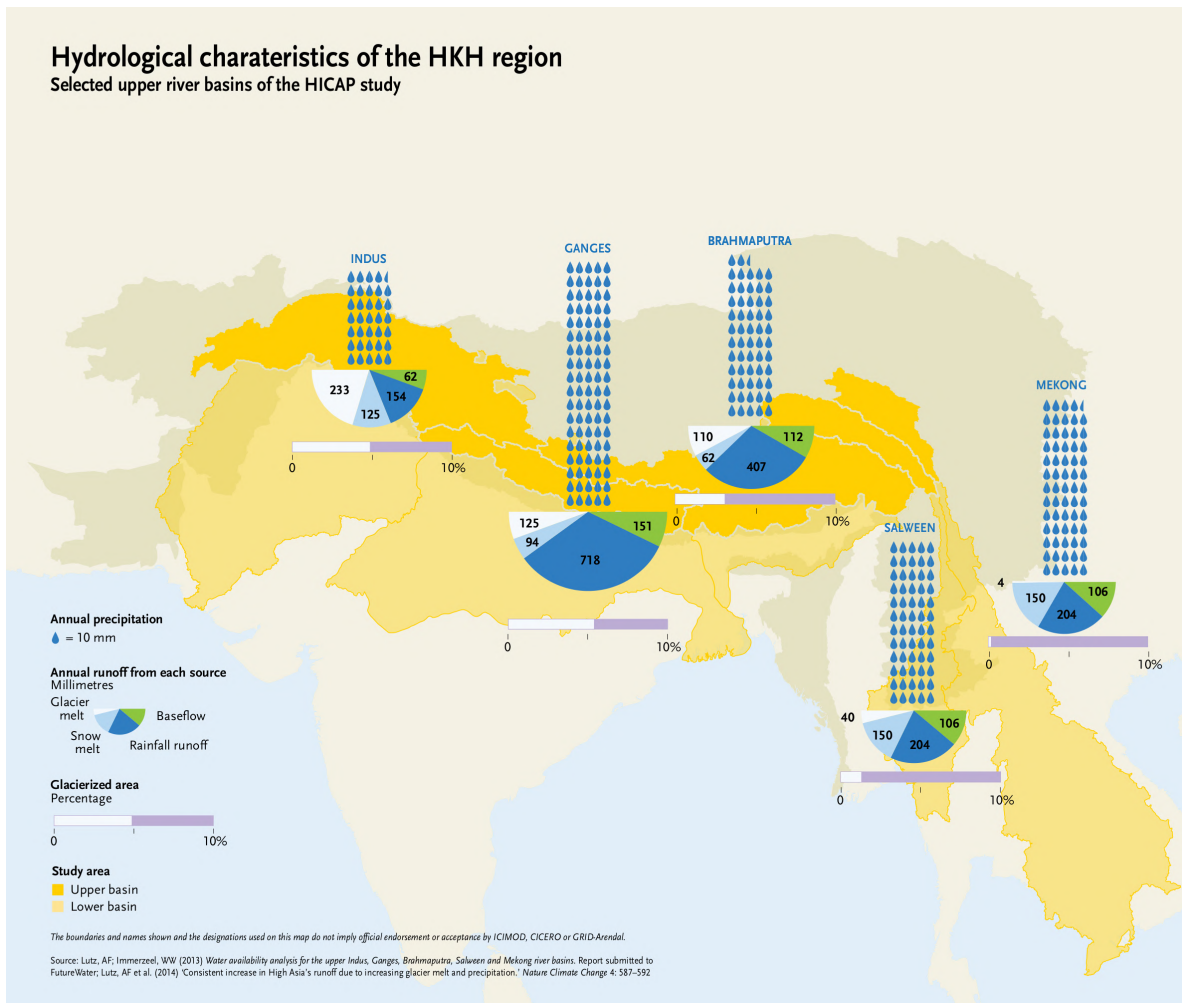 Hydrological charateristics of the HKH region
Selected upper river basins of the HICAP study
BRAHMAPUTRA
GANGES
INDUS
62
233
154
125
MEKONG
110
112
62
407
0
10%
0
10%
125
151
94
718
SALWEEN
4
150
106
204
0
10%
0
10%
40
150
106
204
0
10%
Annual precipitation
= 10 mm
Annual runoff from each source
Millimetres
Glacier
melt
Baseflow
Snow
melt
Rainfall runoff
Glacierized area
Percentage
0
10%
Study area
Upper basin
Lower basin
The boundaries and names shown and the designations used on this map do not imply official endorsement or acceptance by ICIMOD, CICERO or GRID-Arendal.
Source: Lutz, AF; Immerzeel, WW (2013) Water availability analysis for the upper Indus, Ganges, Brahmaputra, Salween and Mekong river basins. Report submitted to
FutureWater; Lutz, AF et al. (2014) ‘Consistent increase in High Asia's runoff due to increasing glacier melt and precipitation.’ Nature Climate Change 4: 587–592